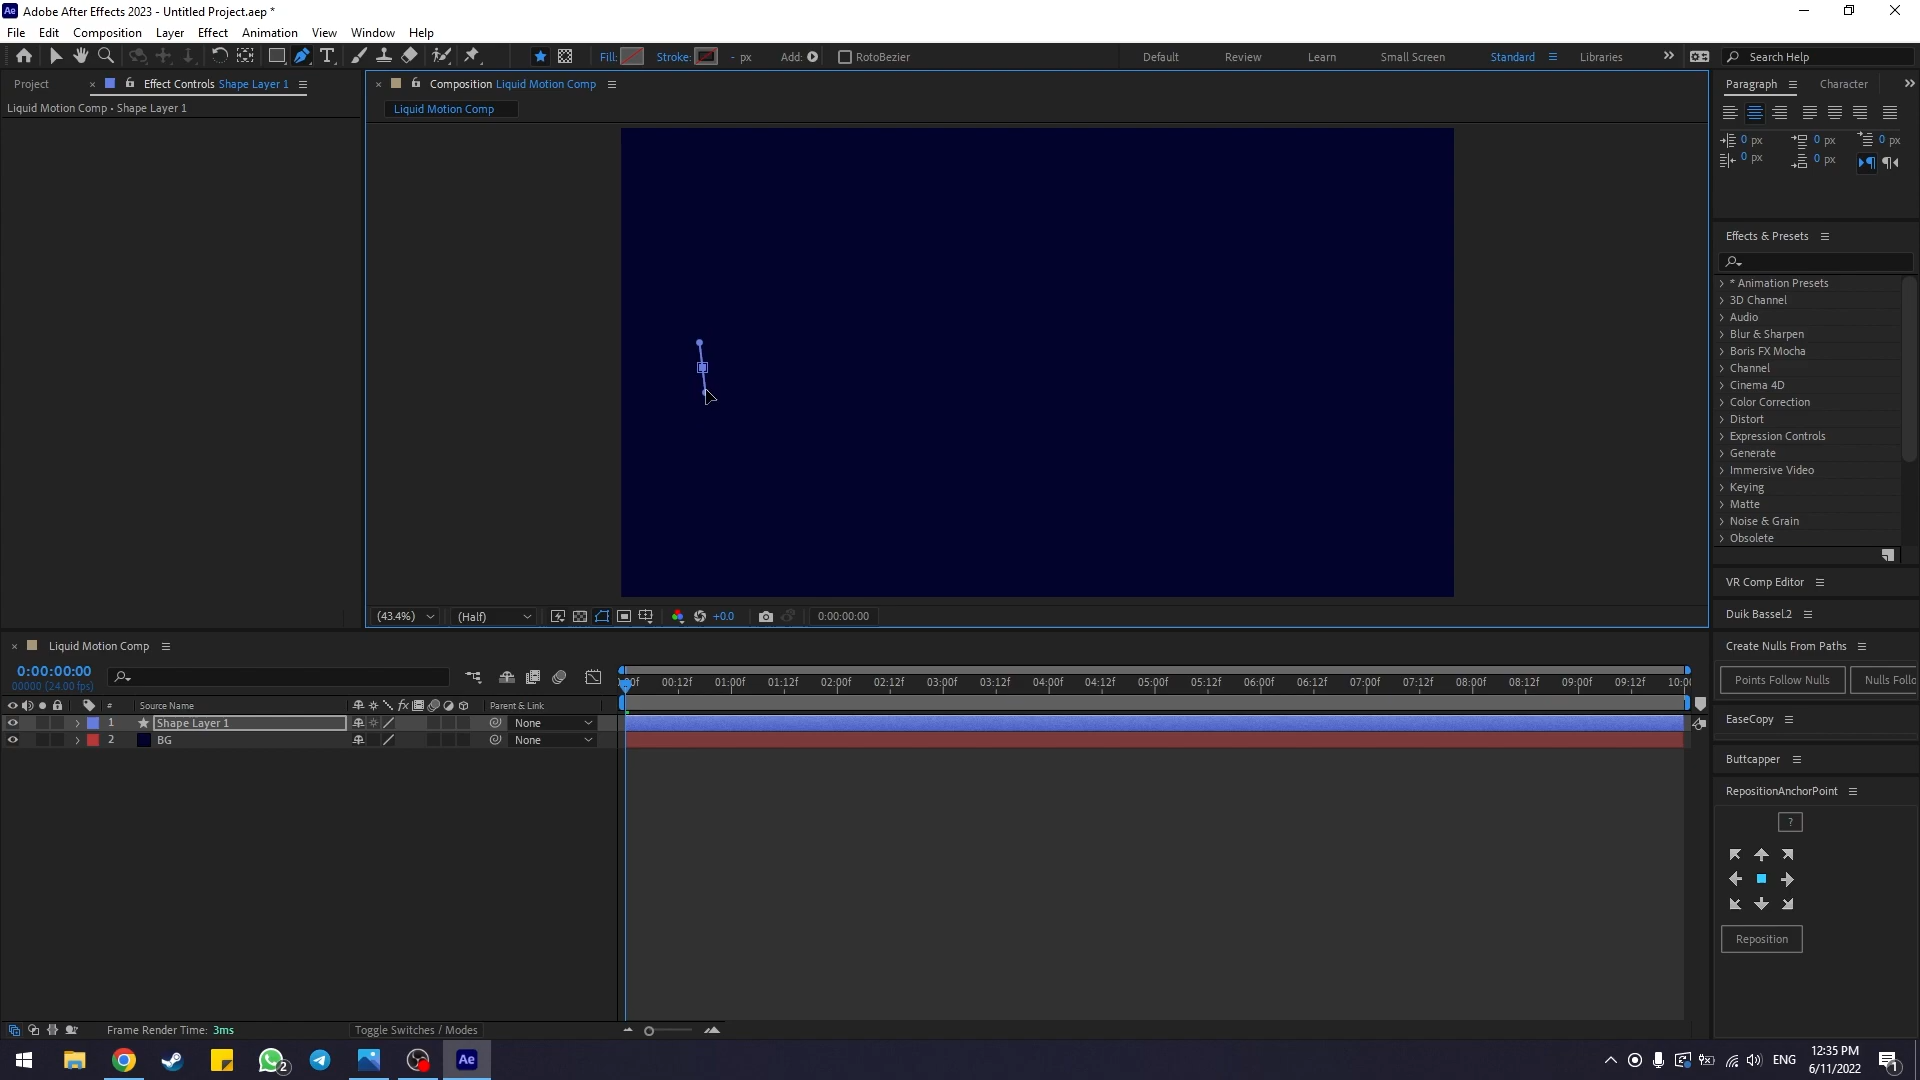 Ae Adobe After Effects 2023 - Untitled Project.aep *
File Edit Composition Layer Effect Animation View Window Help
Fill: Stroke: - px Add: RotoBezier Default Review Learn Small Screen Standard Libraries Search Help
Project Effect Controls Shape Layer 1
Liquid Motion Comp • Shape Layer 1
Composition Liquid Motion Comp
Liquid Motion Comp
Paragraph Character
0 px 0 px 0 px
0 px 0 px
Effects & Presets
* Animation Presets
3D Channel
Audio
Blur & Sharpen
Boris FX Mocha
Channel
Cinema 4D
Color Correction
Distort
Expression Controls
Generate
Immersive Video
Keying
Matte
Noise & Grain
Obsolete
VR Comp Editor
Duik Bassel.2
Create Nulls From Paths
Points Follow Nulls Nulls Follo
EaseCopy
Buttcapper
RepositionAnchorPoint
?
Reposition
(43.4%) (Half) +0.0 0:00:00:00
Liquid Motion Comp
0:00:00:00
00000 (24.00 fps)
00:12f 01:00f 01:12f 02:00f 02:12f 03:00f 03:12f 04:00f 04:12f 05:00f 05:12f 06:00f 06:12f 07:00f 07:12f 08:00f 08:12f 09:00f 09:12f 10:00
# Source Name fx Parent & Link
1 Shape Layer 1 None
2 BG None
Frame Render Time: 3ms Toggle Switches / Modes
2 Ae ENG 12:35 PM
6/11/2022 1